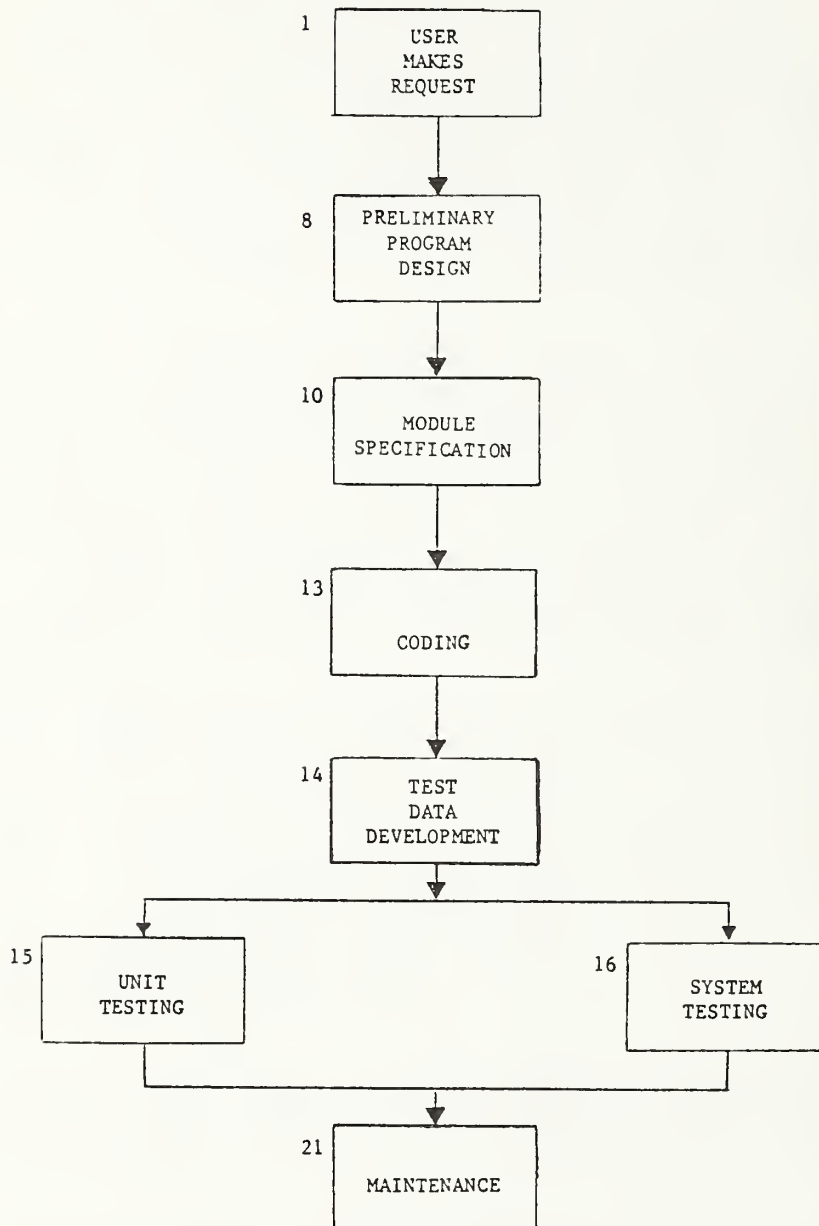 1
USER
MAKES
REQUEST
8
PRELIMINARY
PROGRAM
DESIGN
10
MODULE
SPECIFICATION
13
CODING
14
TEST
DATA
DEVELOPMENT
15
UNIT
TESTING
16
SYSTEM
TESTING
21
MAINTENANCE